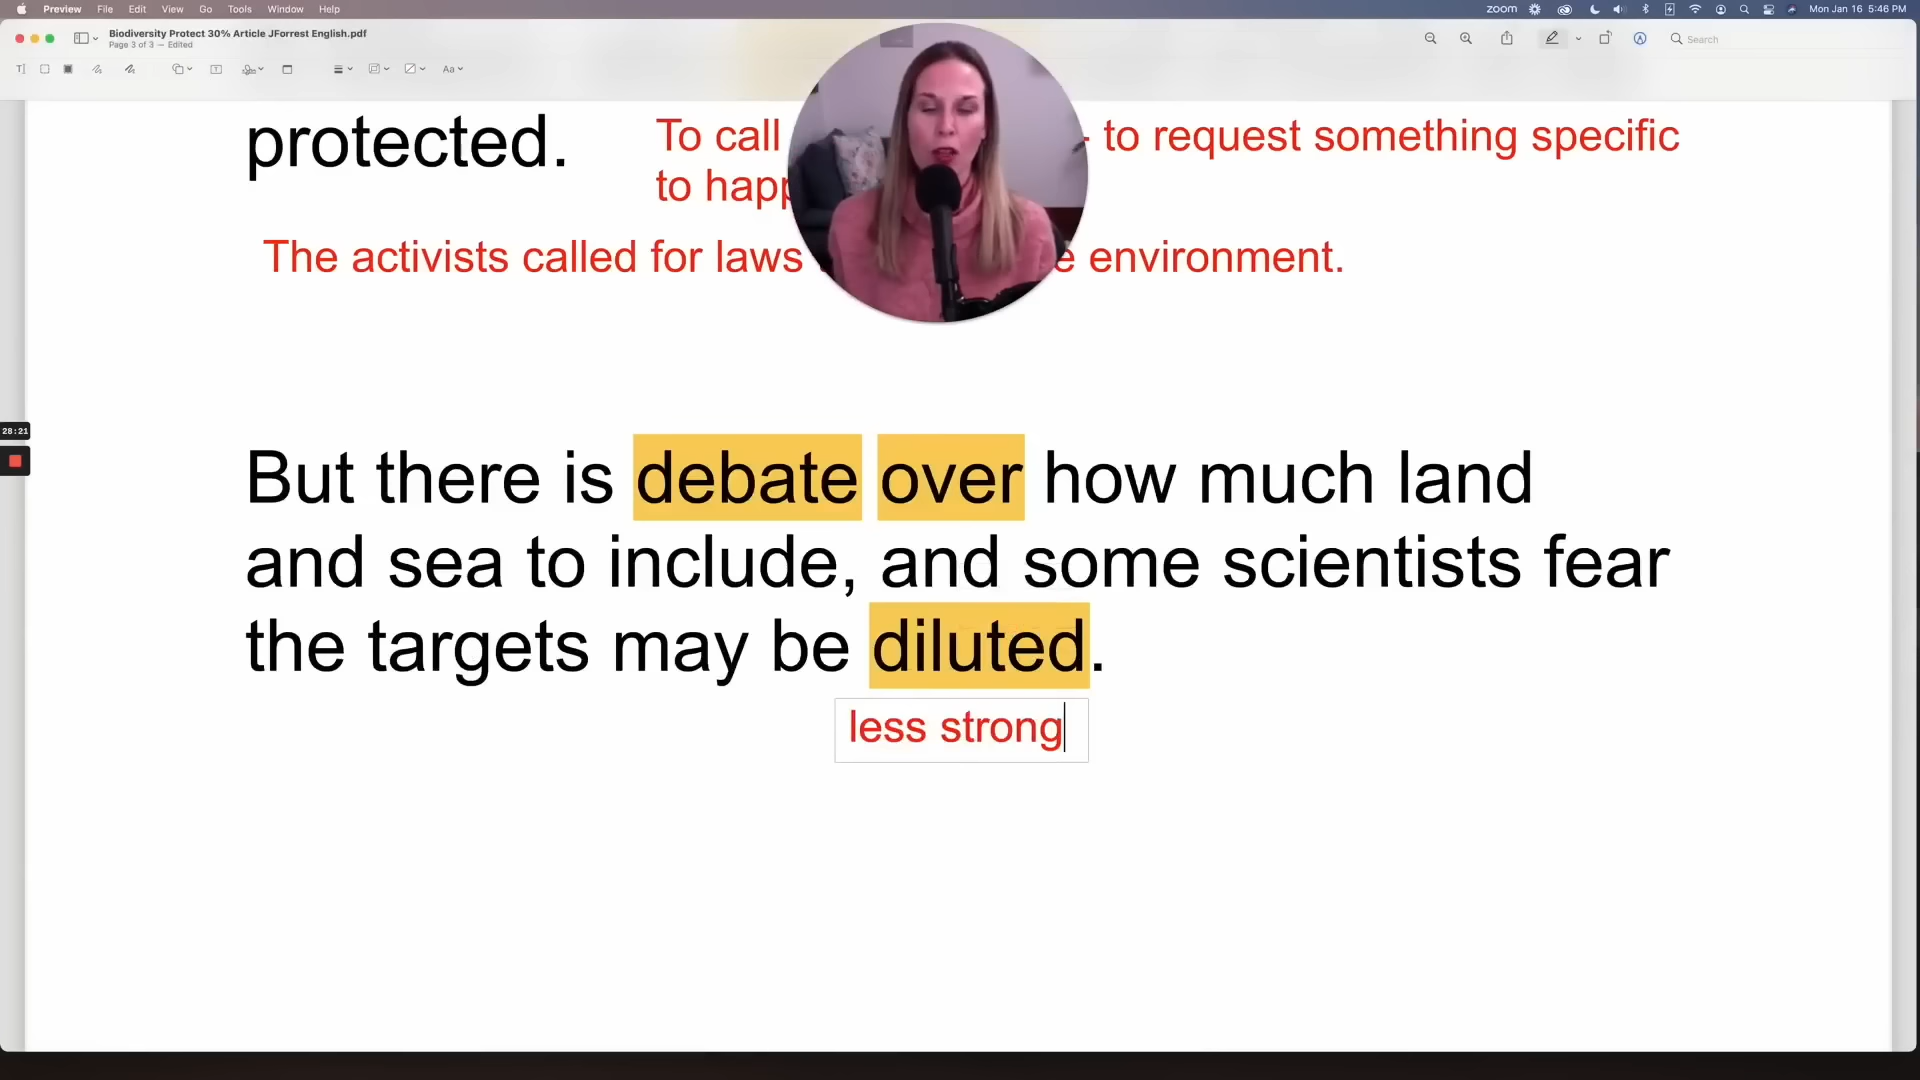 Preview File Edit View Go Tools Window Help
zoom Mon Jan 16 5:46 PM
Biodiversity Protect 30% Article JForrest English.pdf
Page 3 of 3 — Edited
Search
Aa
protected.
To call - to request something specific
to happ
The activists called for laws e environment.
28:21
But there is debate over how much land
and sea to include, and some scientists fear
the targets may be diluted.
less strong